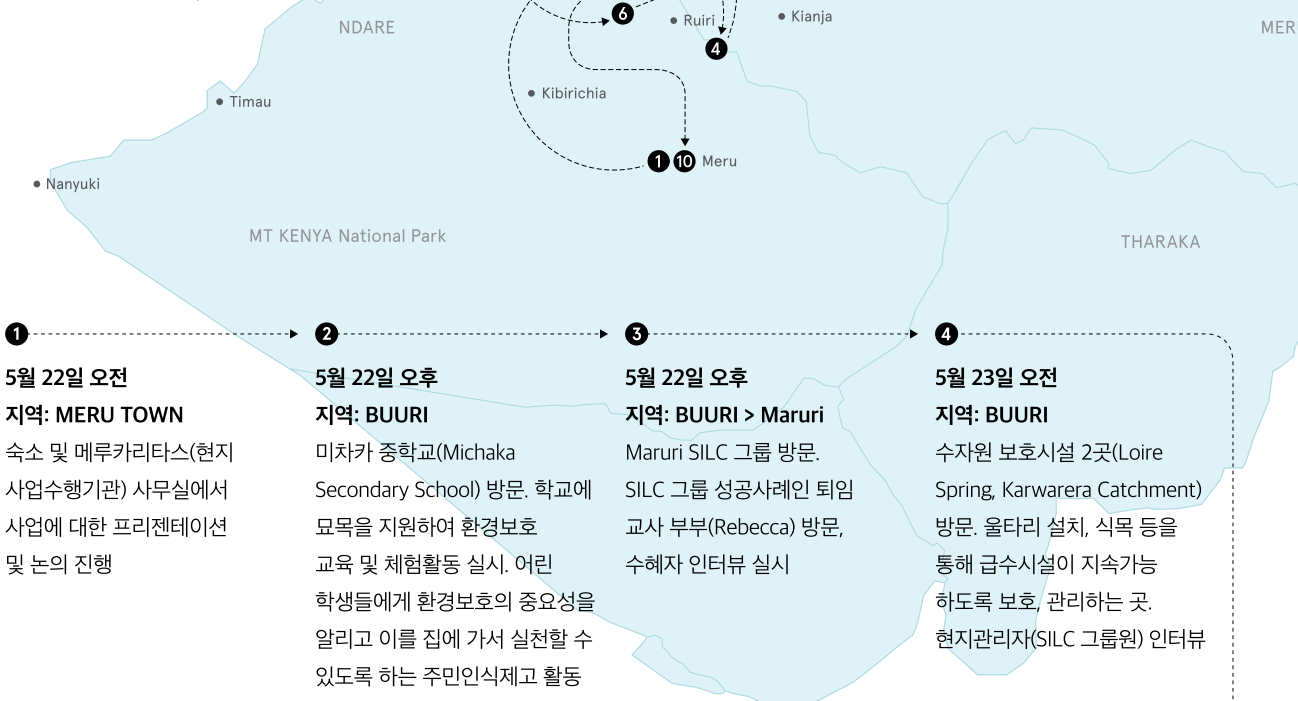 6
Ruiri
Kianja
NDARE
4
Kibirichia
Timau
1 10 Meru
Nanyuki
MT KENYA National Park
THARAKA
1
5월 22일 오전
지역: MERU TOWN
숙소 및 메루카리타스(현지
사업수행기관) 사무실에서
사업에 대한 프리젠테이션
및 논의 진행
2
5월 22일 오후
지역: BUURI
미차카 중학교(Michaka
Secondary School) 방문. 학교에
묘목을 지원하여 환경보호
교육 및 체험활동 실시. 어린
학생들에게 환경보호의 중요성을
알리고 이를 집에 가서 실천할 수
있도록 하는 주민인식제고 활동
3
5월 22일 오후
지역: BUURI > Maruri
Maruri SILC 그룹 방문.
SILC 그룹 성공사례인 퇴임
교사 부부(Rebecca) 방문,
수혜자 인터뷰 실시
4
5월 23일 오전
지역: BUURI
수자원 보호시설 2곳(Loire
Spring, Karwarera Catchment)
방문. 울타리 설치, 식목 등을
통해 급수시설이 지속가능
하도록 보호, 관리하는 곳.
현지관리자(SILC 그룹원) 인터뷰